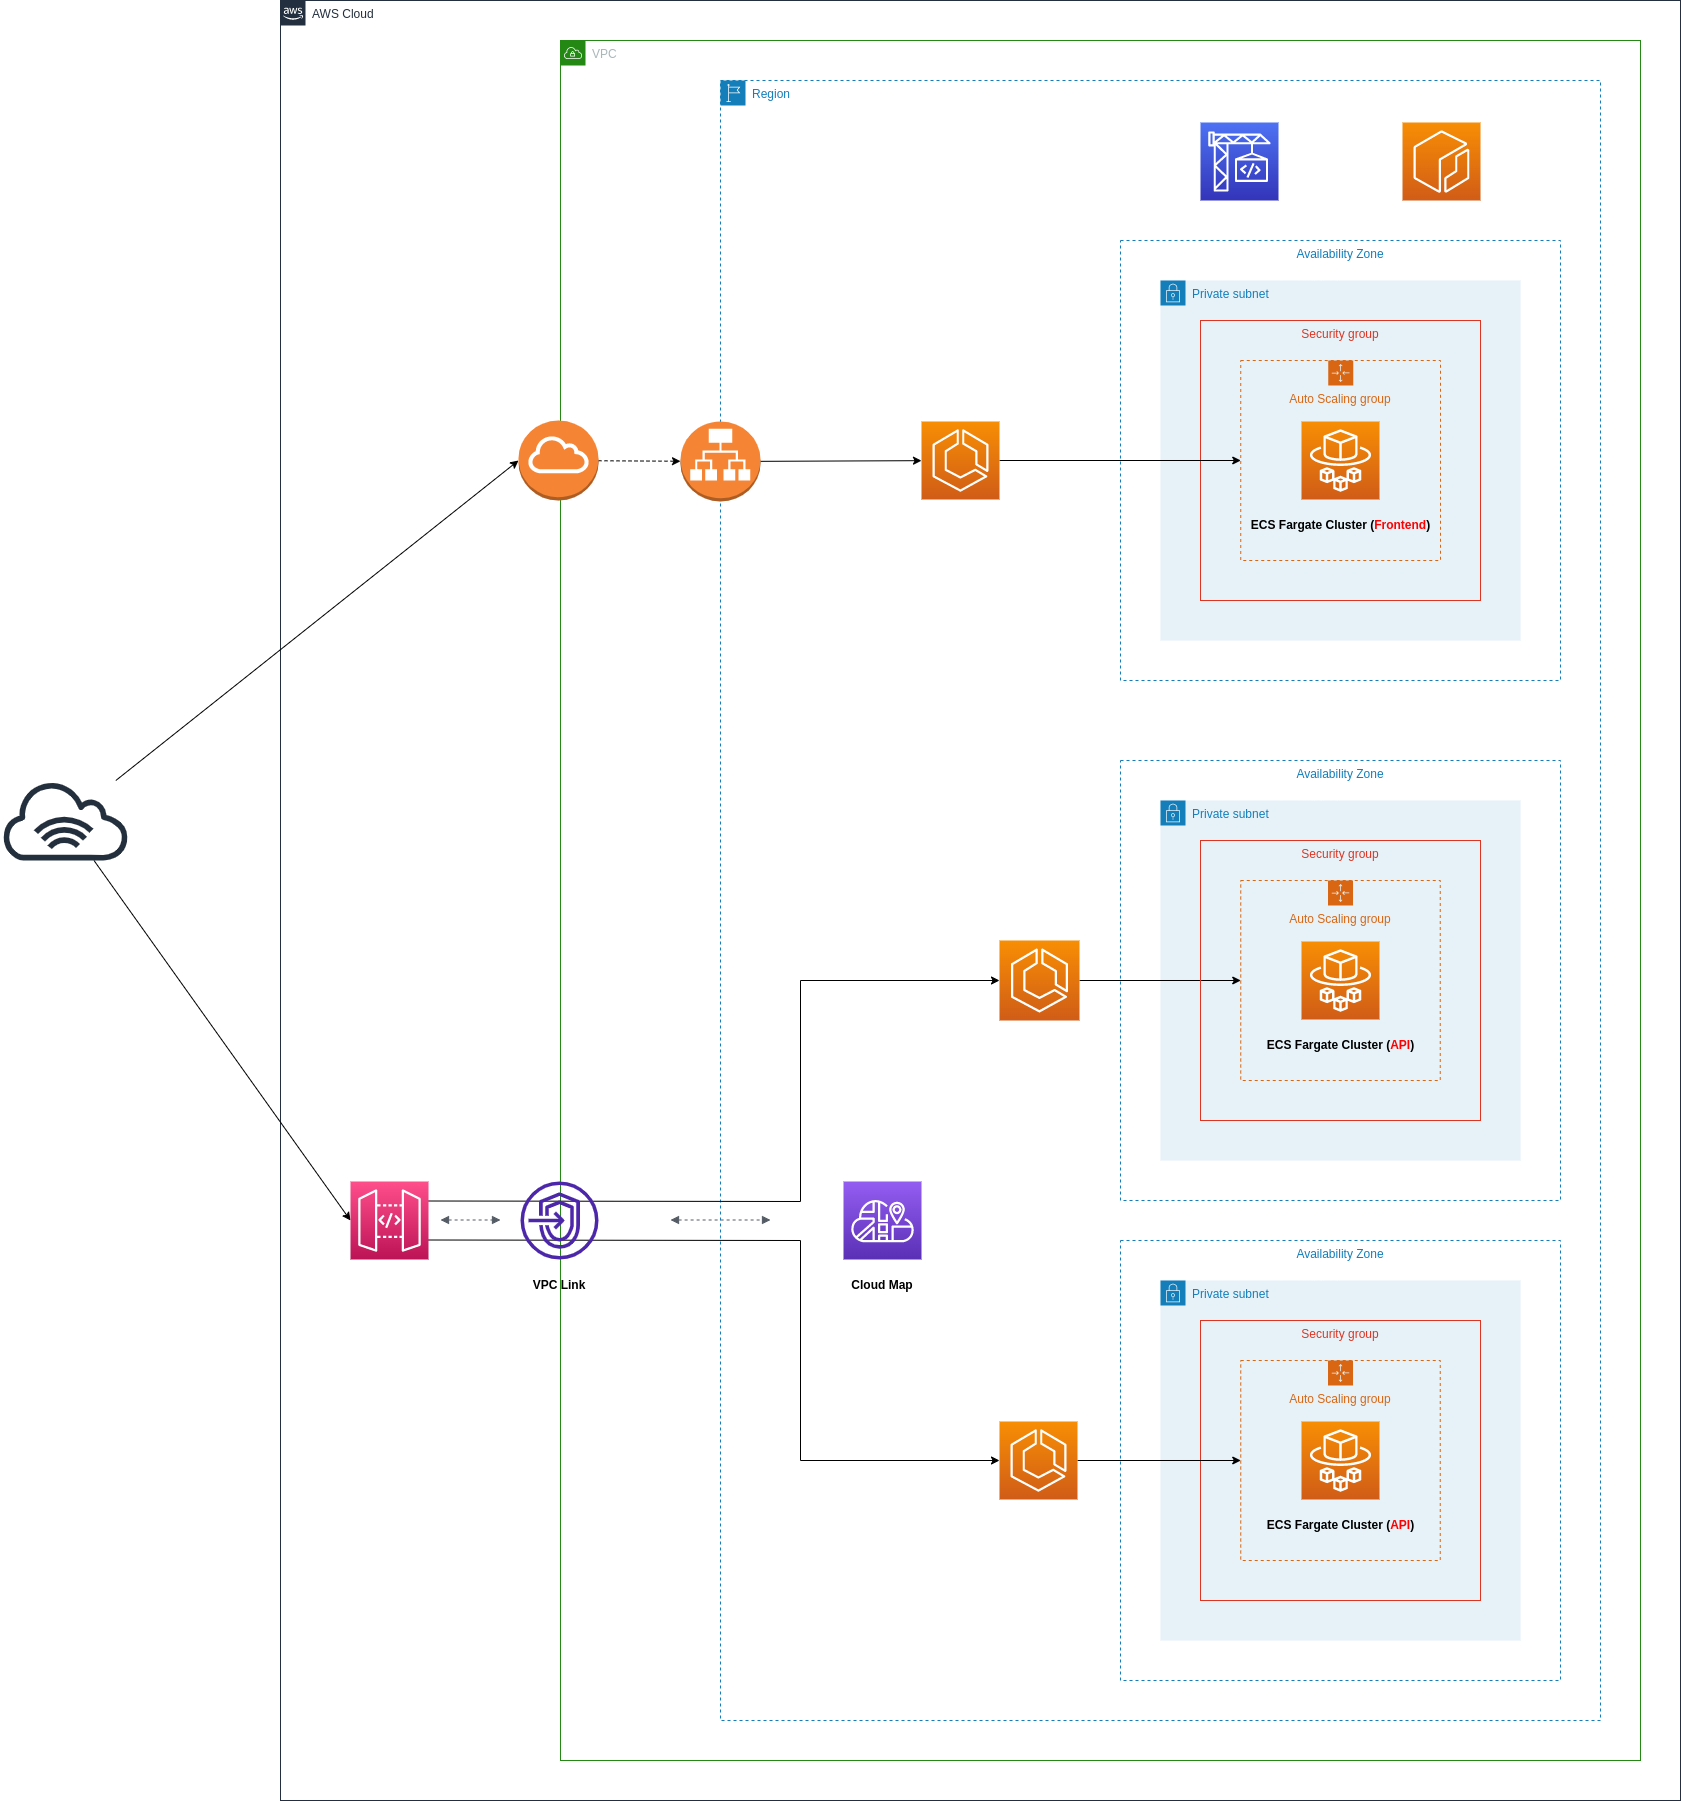 aws
AWS Cloud
VPC
Region
Availability Zone
Private subnet
Security group
Auto Scaling group
ECS Fargate Cluster (Frontend)
Availability Zone
Private subnet
Security group
Auto Scaling group
ECS Fargate Cluster (API)
</>
VPC Link
Cloud Map
Availability Zone
Private subnet
Security group
Auto Scaling group
ECS Fargate Cluster (API)